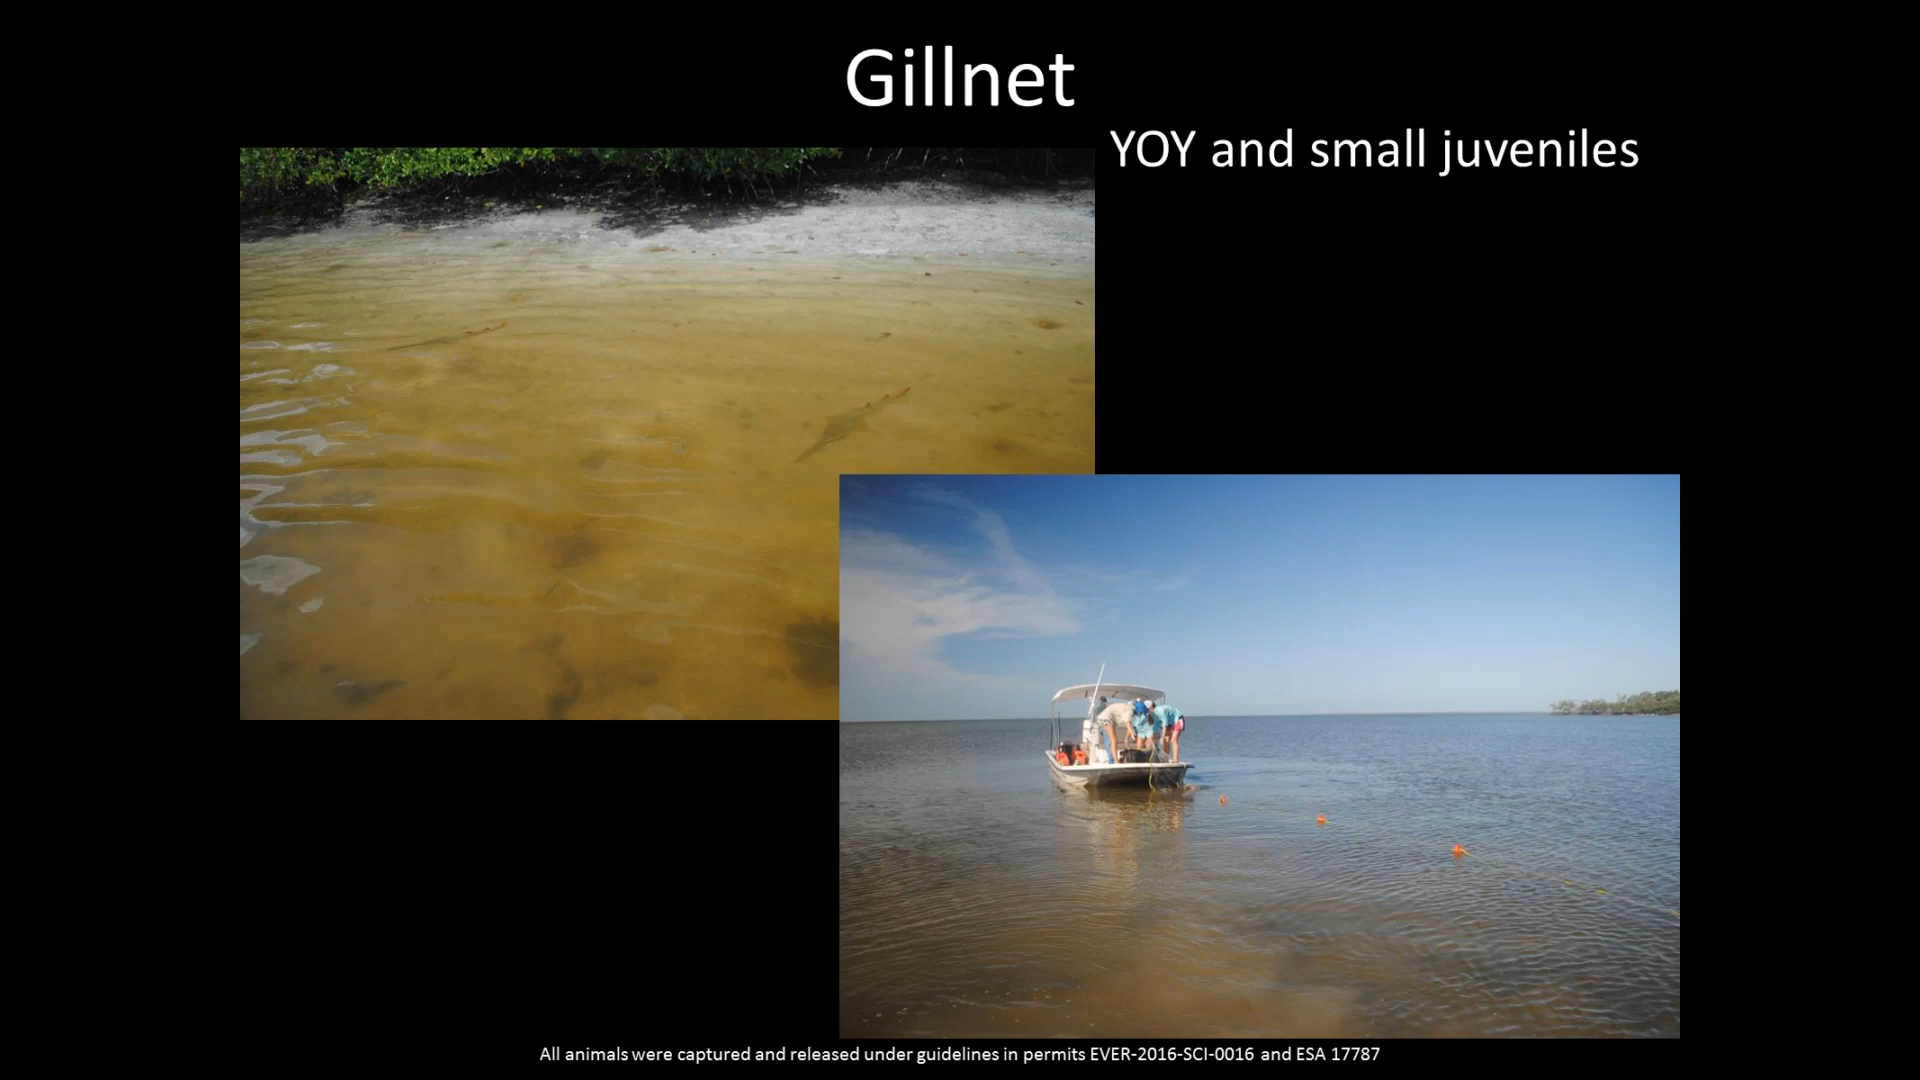 Gillnet
YOY and small juveniles
All animals were captured and released under guidelines in permits EVER-2016-SCI-0016 and ESA 17787